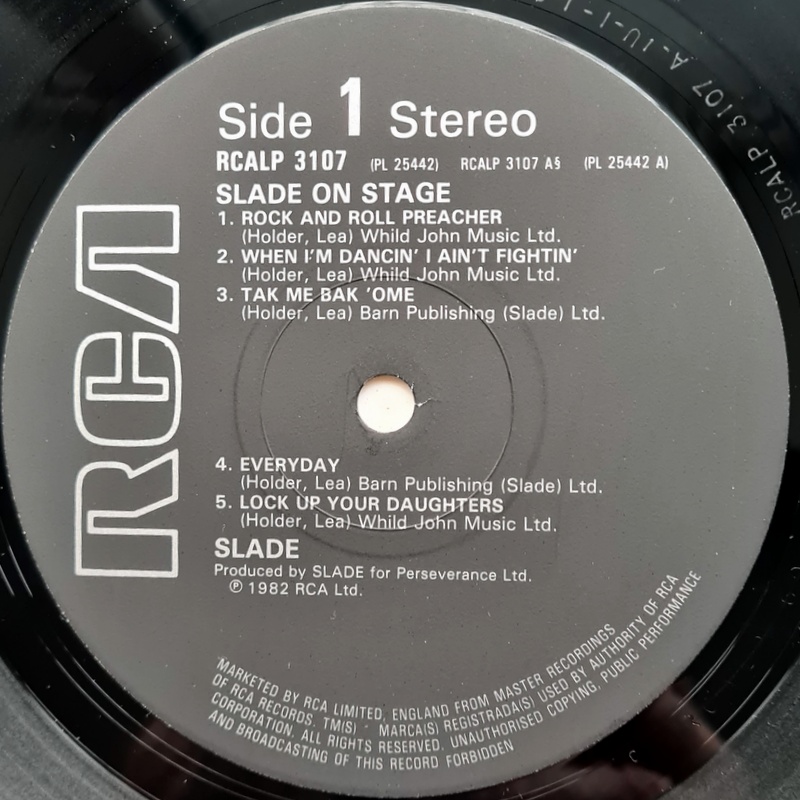 Side 1 Stereo
RCALP 3107 (PL 25442) RCALP 3107 A§ (PL 25442 A)
SLADE ON STAGE
1. ROCK AND ROLL PREACHER
(Holder, Lea) Whild John Music Ltd.
2. WHEN I'M DANCIN' I AIN'T FIGHTIN'
(Holder, Lea) Whild John Music Ltd.
3. TAK ME BAK 'OME
(Holder, Lea) Barn Publishing (Slade) Ltd.
4. EVERYDAY
(Holder, Lea) Barn Publishing (Slade) Ltd.
5. LOCK UP YOUR DAUGHTERS
(Holder, Lea) Whild John Music Ltd.
SLADE
Produced by SLADE for Perseverance Ltd.
℗ 1982 RCA Ltd.
RCA
MARKETED BY RCA LIMITED, ENGLAND FROM MASTER RECORDINGS
OF RCA RECORDS. TM(S) - MARCA(S) REGISTRADA(S) USED BY AUTHORITY OF RCA
CORPORATION. ALL RIGHTS RESERVED. UNAUTHORISED COPYING, PUBLIC PERFORMANCE
AND BROADCASTING OF THIS RECORD FORBIDDEN
RCALP 3107 A-1U-1-1